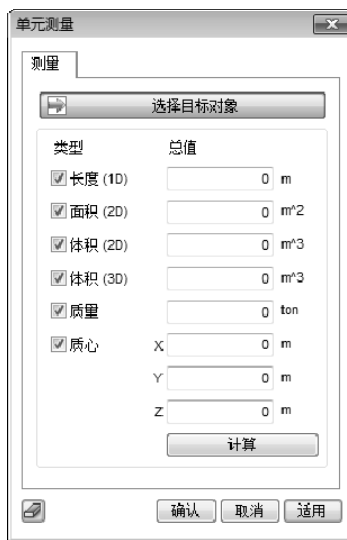 单元测量
测量
选择目标对象
类型 总值
长度 (1D) 0 m
面积 (2D) 0 m^2
体积 (2D) 0 m^3
体积 (3D) 0 m^3
质量 0 ton
质心 X 0 m
Y 0 m
Z 0 m
计算
确认 取消 适用